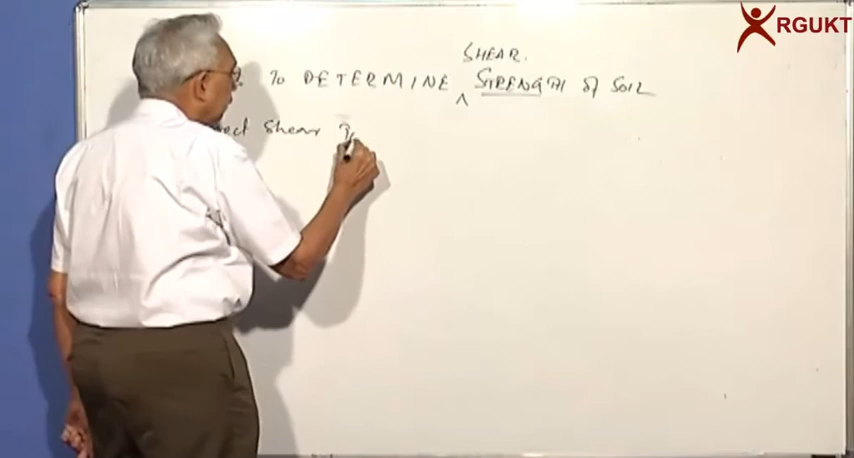 RGUKT
SHEAR.
To DETERMINE ^ STRENGTH of SOIL
Shear